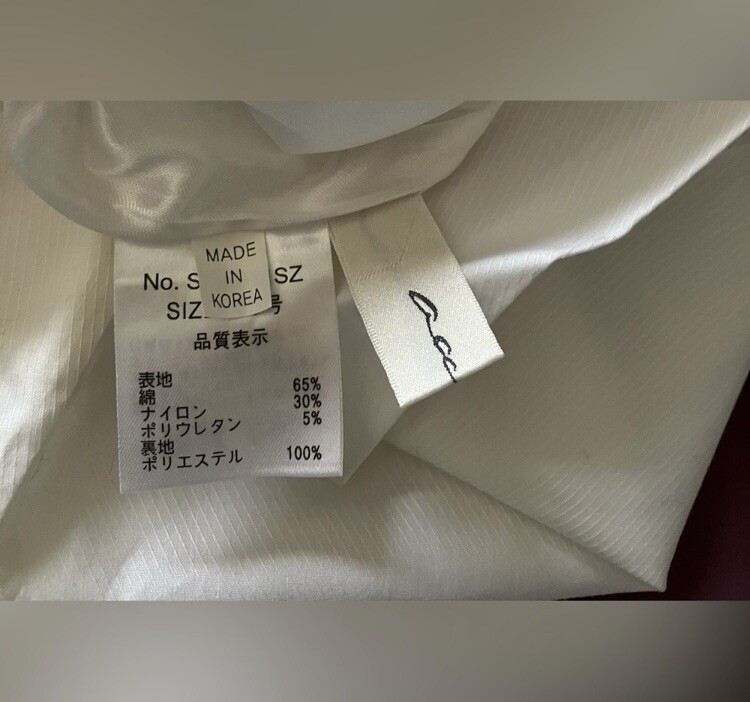 MADE
IN
KOREA
No. S SZ
SIZ 号
品質表示
表地
綿 65%
ナイロン 30%
ポリウレタン 5%
裏地
ポリエステル 100%